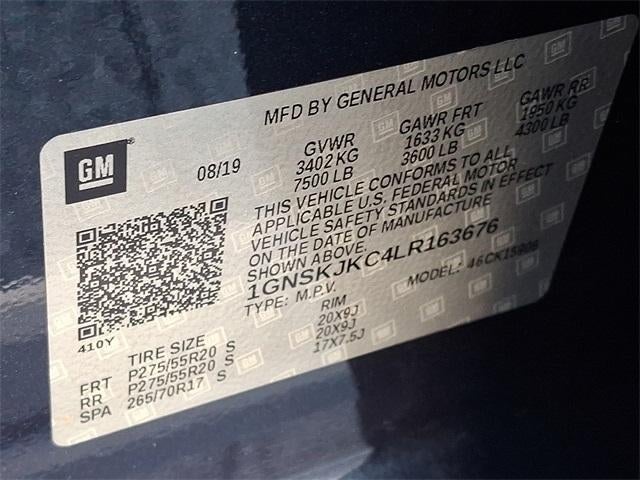 MFD BY GENERAL MOTORS LLC
GM
08/19
GVWR
3402 KG
7500 LB
GAWR FRT
1633 KG
3600 LB
GAWR RR
1950 KG
4300 LB
THIS VEHICLE CONFORMS TO ALL
APPLICABLE U.S. FEDERAL MOTOR
VEHICLE SAFETY STANDARDS IN EFFECT
ON THE DATE OF MANUFACTURE
SHOWN ABOVE.
1GNSKJKC4LR163676
TYPE: M.P.V. MODEL: 46CK15906
410Y
TIRE SIZE RIM
FRT P275/55R20 S 20X9J
RR P275/55R20 S 20X9J
SPA 265/70R17 S 17X7.5J